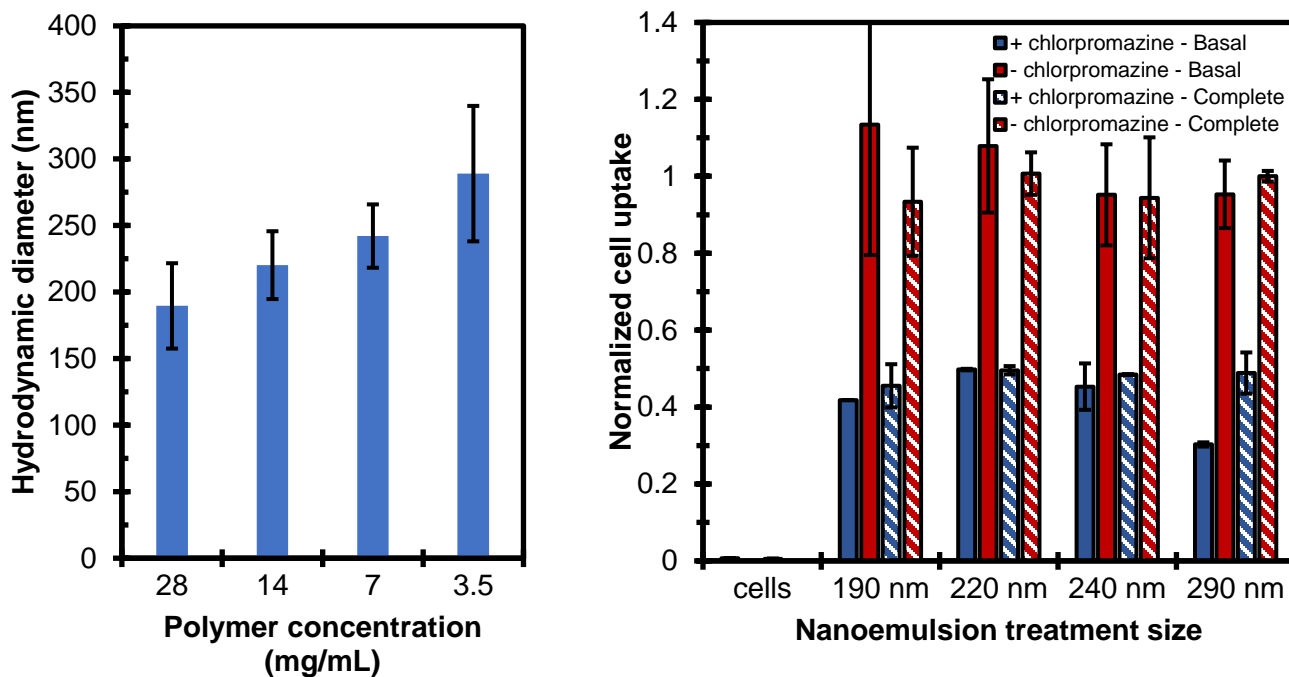 400
350
300
250
200
150
100
50
0
Hydrodynamic diameter (nm)
28 14 7 3.5
Polymer concentration
(mg/mL)
1.4
1.2
1
0.8
0.6
0.4
0.2
0
Normalized cell uptake
+ chlorpromazine - Basal
- chlorpromazine - Basal
+ chlorpromazine - Complete
- chlorpromazine - Complete
cells 190 nm 220 nm 240 nm 290 nm
Nanoemulsion treatment size